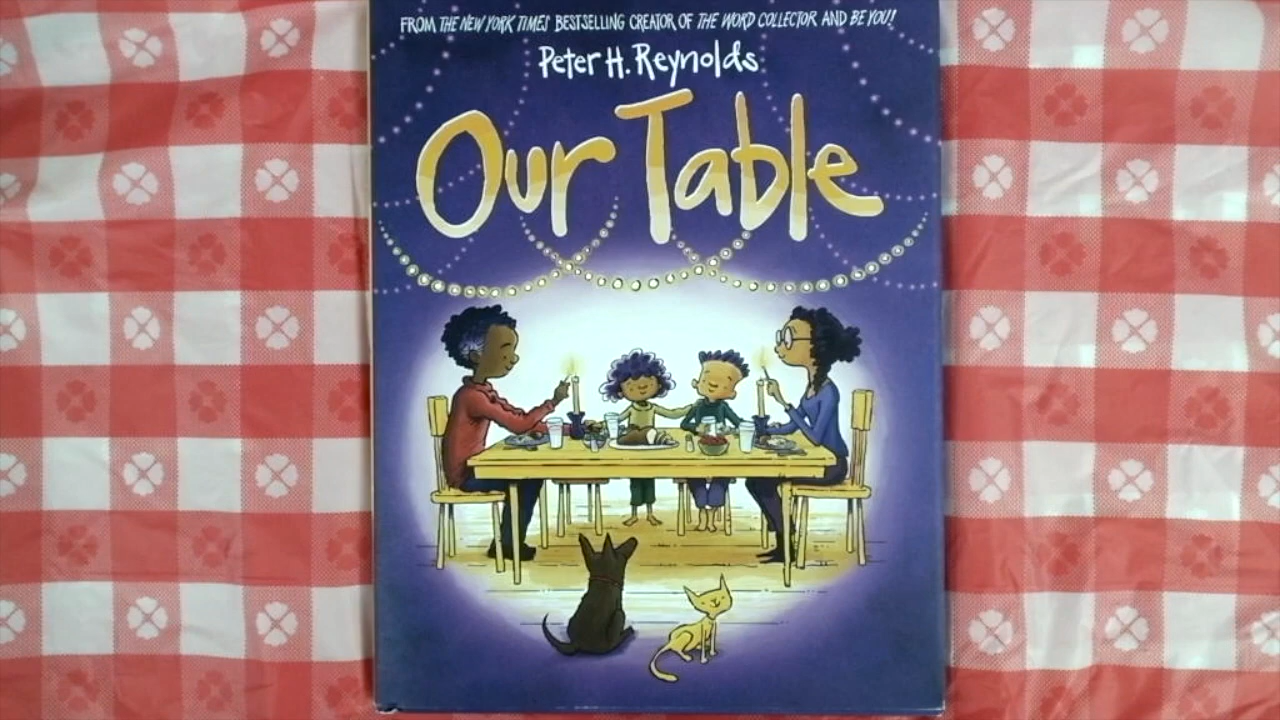 FROM THE NEW YORK TIMES BESTSELLING CREATOR OF THE WORD COLLECTOR AND BE YOU!
Peter H. Reynolds
Our Table